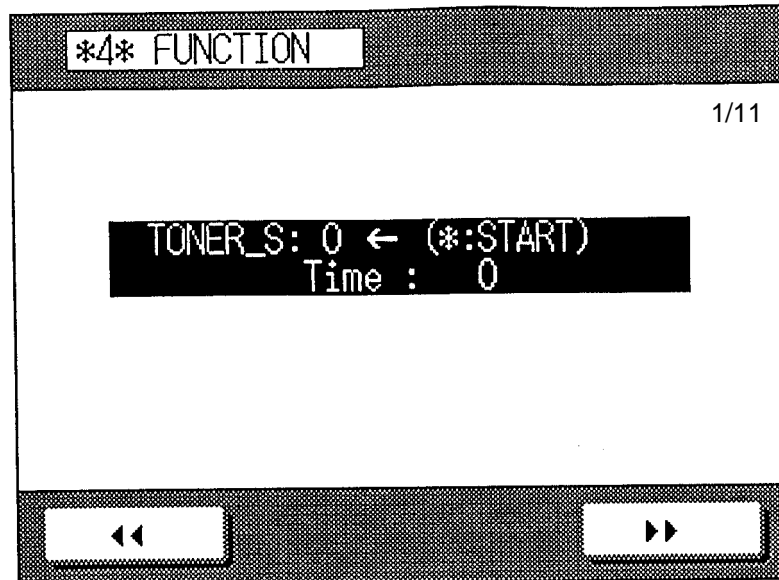 *4* FUNCTION
1/11
TONER_S: 0 ← (*:START)
Time : 0